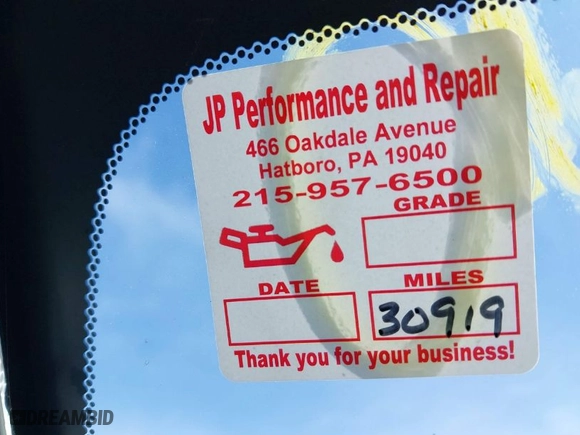 JP Performance and Repair
466 Oakdale Avenue
Hatboro, PA 19040
215-957-6500
GRADE
DATE
MILES
30919
Thank you for your business!
DREAMBID